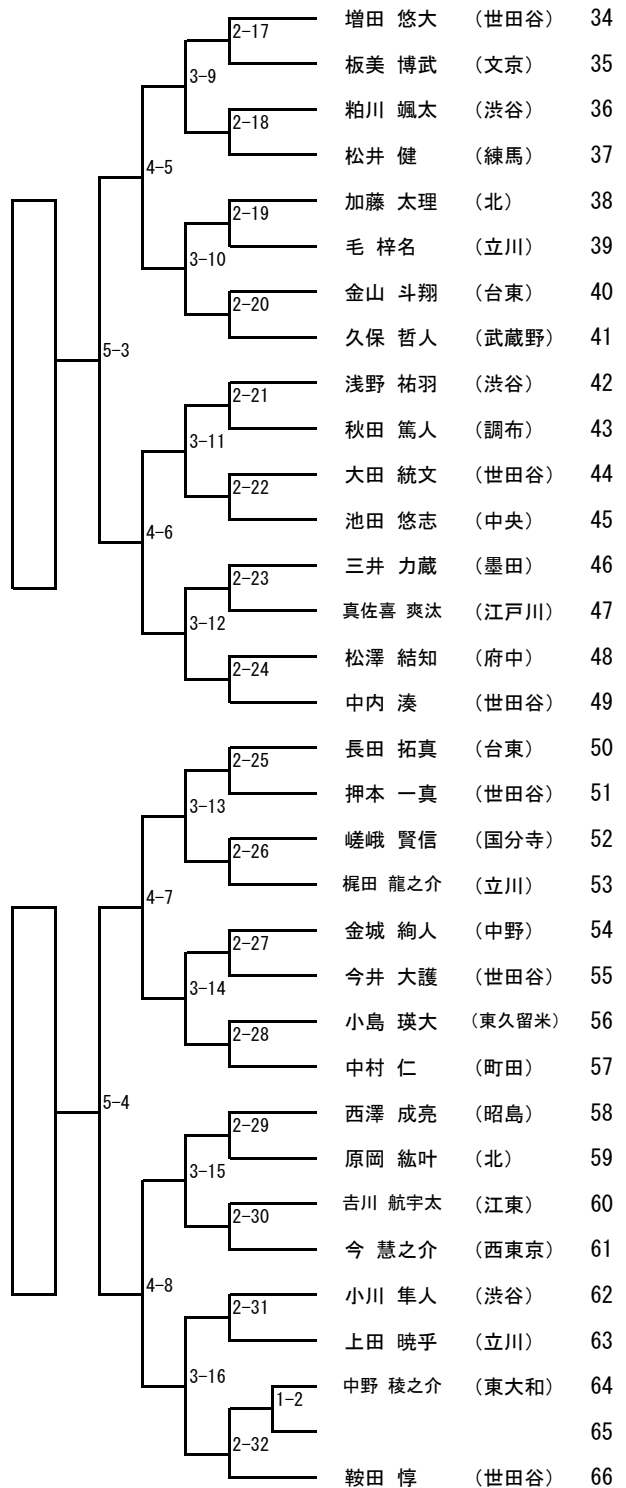 増田 悠大 （世田谷） 34
2-17
板美 博武 （文京） 35
3-9
粕川 颯太 （渋谷） 36
2-18
松井 健 （練馬） 37
4-5
加藤 太理 （北） 38
2-19
毛 梓名 （立川） 39
3-10
金山 斗翔 （台東） 40
2-20
久保 哲人 （武蔵野） 41
5-3
浅野 祐羽 （渋谷） 42
2-21
秋田 篤人 （調布） 43
3-11
大田 統文 （世田谷） 44
2-22
池田 悠志 （中央） 45
4-6
三井 力蔵 （墨田） 46
2-23
真佐喜 爽汰 （江戸川） 47
3-12
松澤 結知 （府中） 48
2-24
中内 湊 （世田谷） 49
長田 拓真 （台東） 50
2-25
押本 一真 （世田谷） 51
3-13
嵯峨 賢信 （国分寺） 52
2-26
梶田 龍之介 （立川） 53
4-7
金城 絢人 （中野） 54
2-27
今井 大護 （世田谷） 55
3-14
小島 瑛大 （東久留米） 56
2-28
中村 仁 （町田） 57
5-4
西澤 成亮 （昭島） 58
2-29
原岡 紘叶 （北） 59
3-15
𠮷川 航宇太 （江東） 60
2-30
今 慧之介 （西東京） 61
4-8
小川 隼人 （渋谷） 62
2-31
上田 暁乎 （立川） 63
3-16
中野 稜之介 （東大和） 64
1-2
65
2-32
鞍田 惇 （世田谷） 66